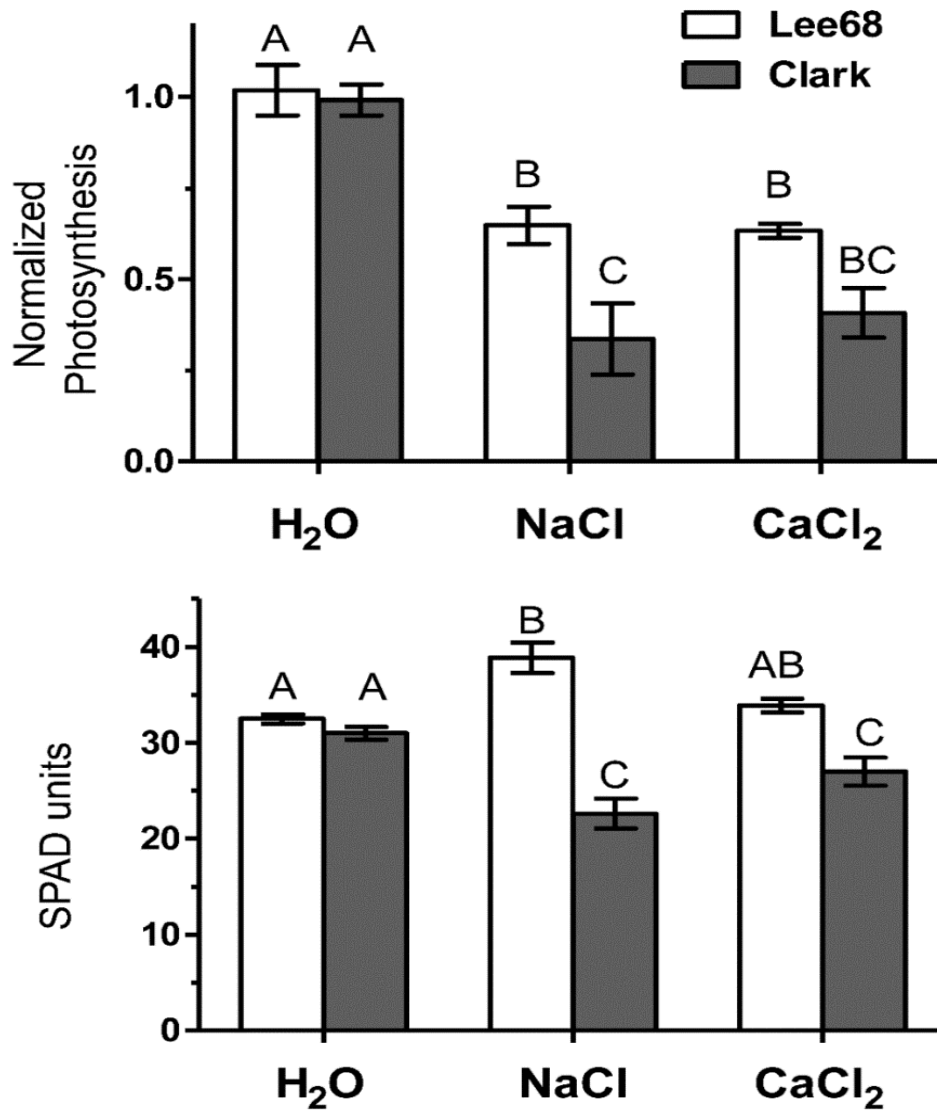 Lee68
Clark
A A
B
C
B
BC
1.0
0.5
0.0
Normalized
Photosynthesis
H₂O NaCl CaCl₂
A A
B
C
AB
C
40
30
20
10
0
SPAD units
H₂O NaCl CaCl₂